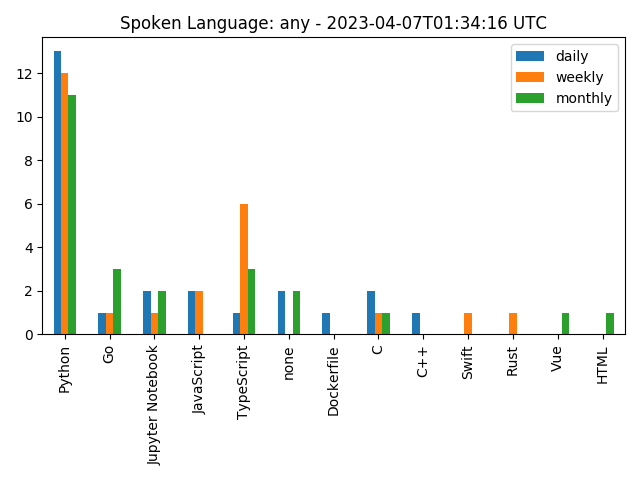 Spoken Language: any - 2023-04-07T01:34:16 UTC
daily
weekly
monthly
12
10
8
6
4
2
0
Python
Go
Jupyter Notebook
JavaScript
TypeScript
none
Dockerfile
C
C++
Swift
Rust
Vue
HTML